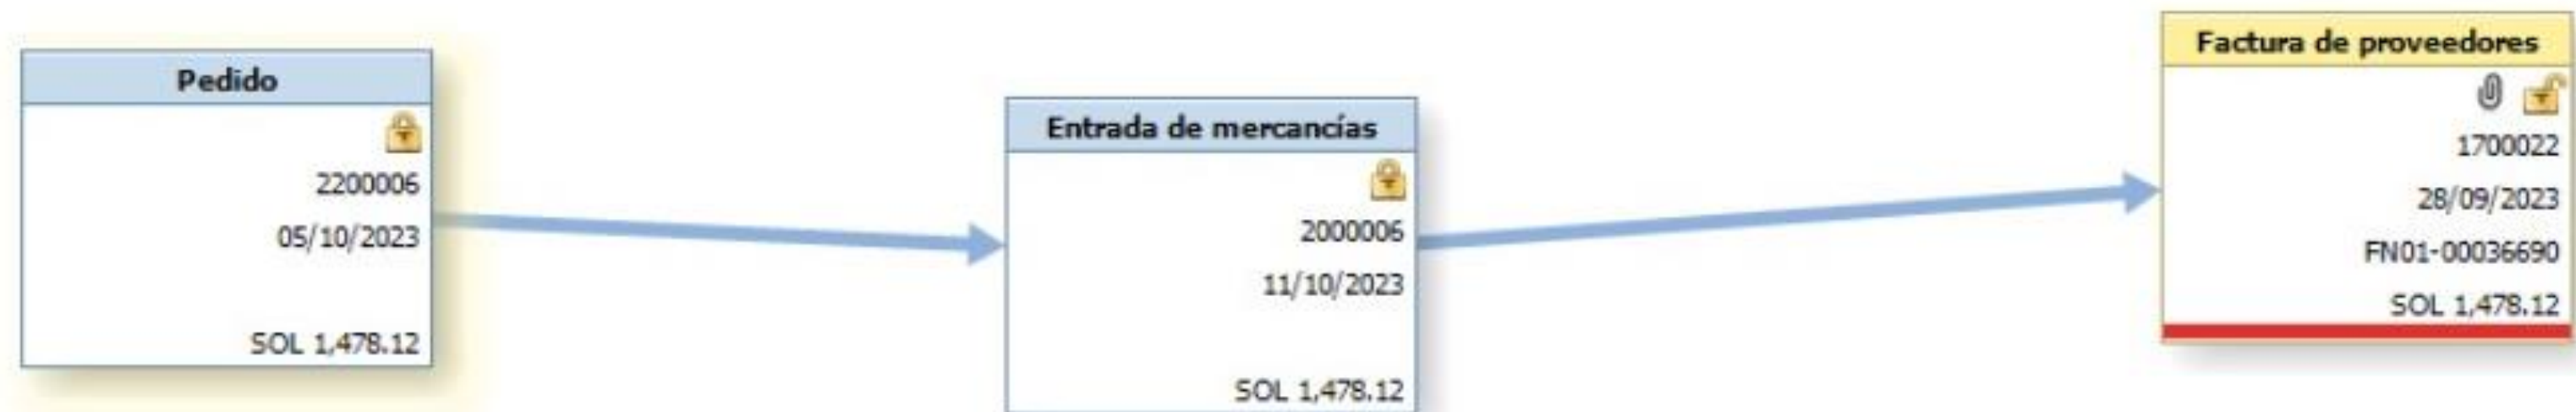 Pedido
2200006
05/10/2023
SOL 1,478.12
Entrada de mercancías
2000006
11/10/2023
SOL 1,478.12
Factura de proveedores
1700022
28/09/2023
FN01-00036690
SOL 1,478.12